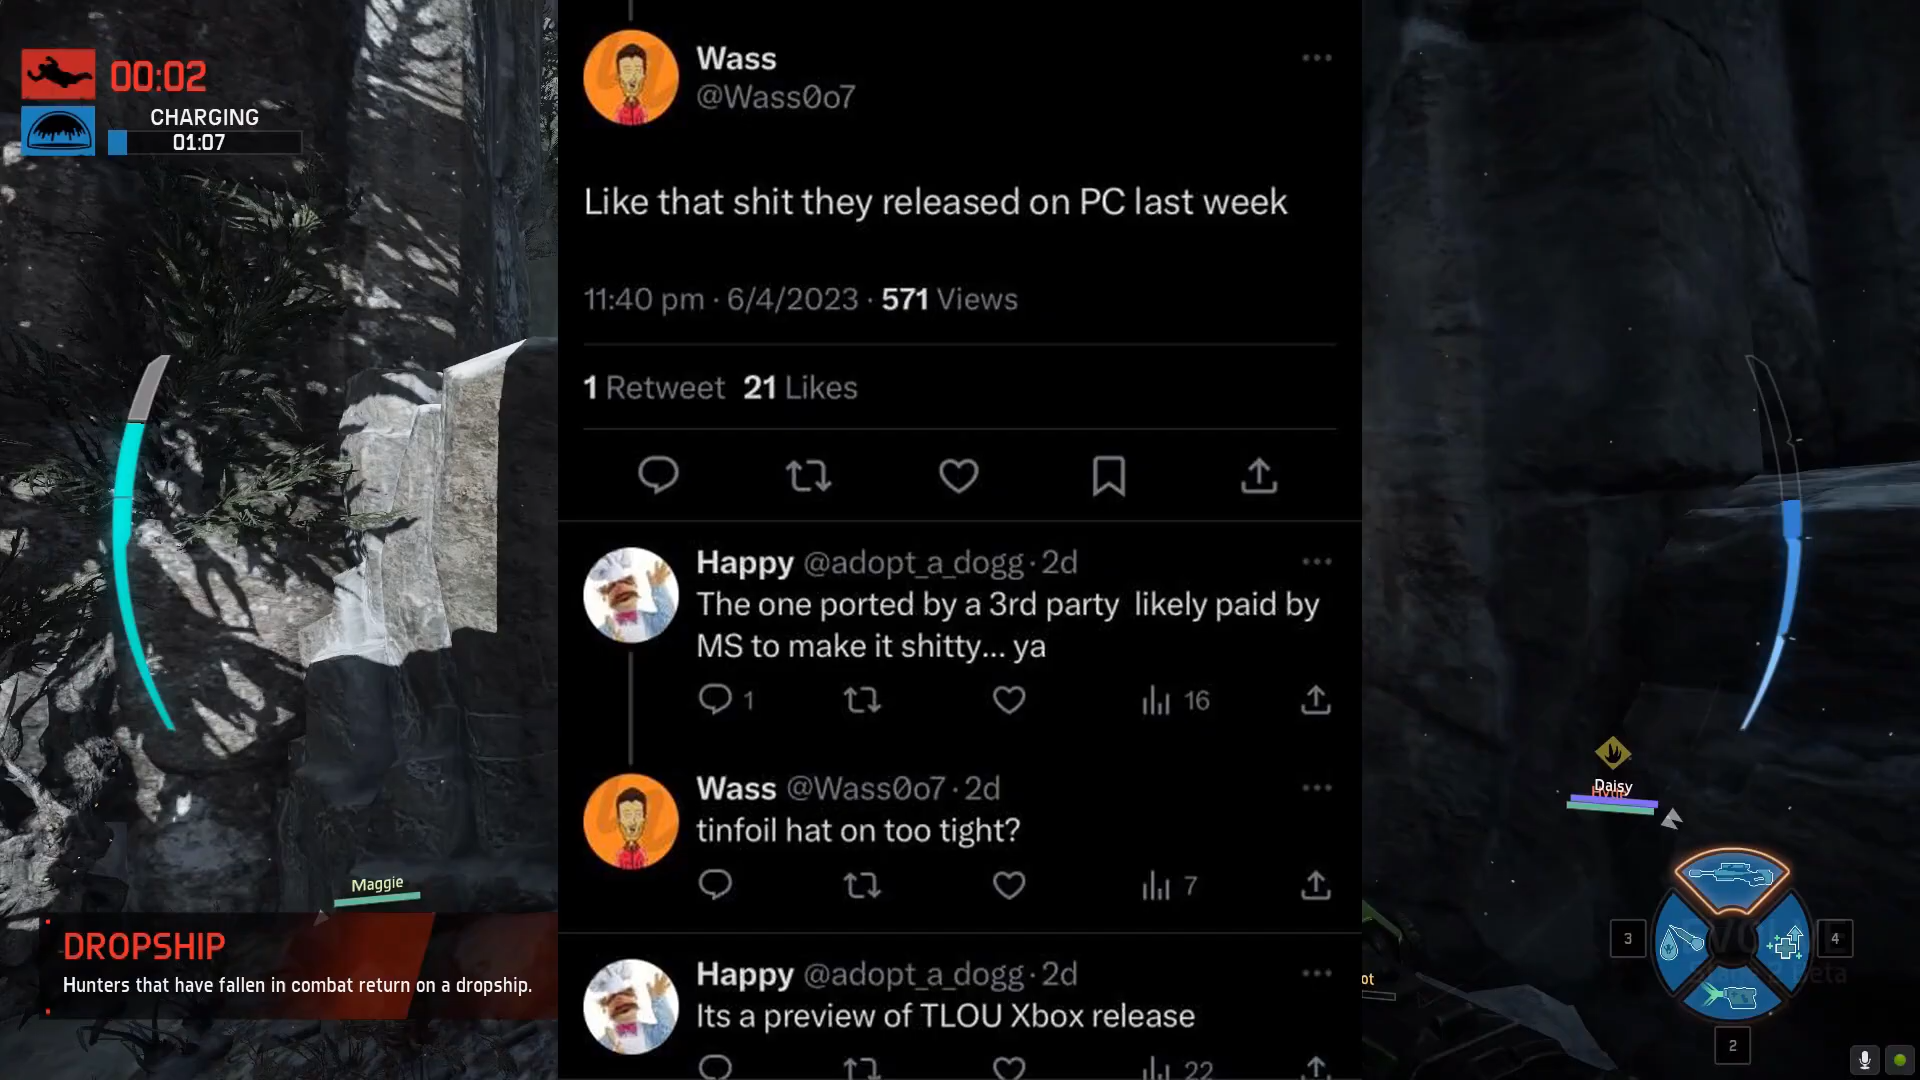 00:02
CHARGING
01:07
Wass
@Wass0o7
Like that shit they released on PC last week
11:40 pm · 6/4/2023 · 571 Views
1 Retweet 21 Likes
Happy @adopt_a_dogg · 2d
The one ported by a 3rd party likely paid by
MS to make it shitty... ya
1
16
Wass @Wass0o7 · 2d
tinfoil hat on too tight?
7
Happy @adopt_a_dogg · 2d
Its a preview of TLOU Xbox release
22
Maggie
DROPSHIP
Hunters that have fallen in combat return on a dropship.
Daisy
3
4
2